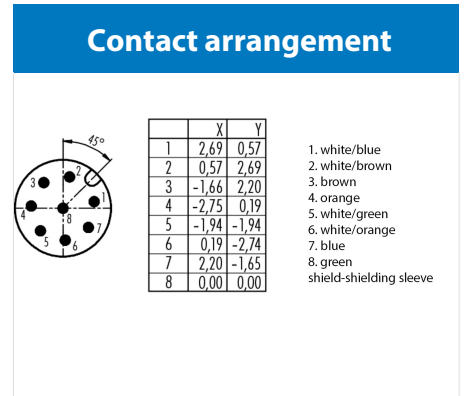 Contact arrangement
45°
2
3
1
4
8
7
5
6
X Y
1 2,69 0,57
2 0,57 2,69
3 -1,66 2,20
4 -2,75 0,19
5 -1,94 -1,94
6 0,19 -2,74
7 2,20 -1,65
8 0,00 0,00
1. white/blue
2. white/brown
3. brown
4. orange
5. white/green
6. white/orange
7. blue
8. green
shield-shielding sleeve